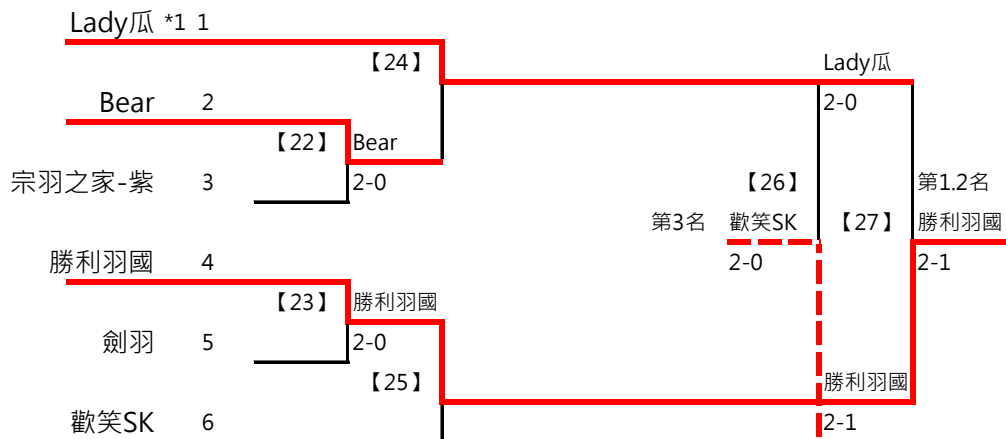 Lady瓜 *1 1
【24】 Lady瓜
Bear 2 2-0
【22】 Bear
宗羽之家-紫 3 2-0 【26】 第1.2名
第3名 歡笑SK 【27】 勝利羽國
勝利羽國 4 2-0 2-1
【23】 勝利羽國
劍羽 5 2-0
【25】 勝利羽國
歡笑SK 6 2-1